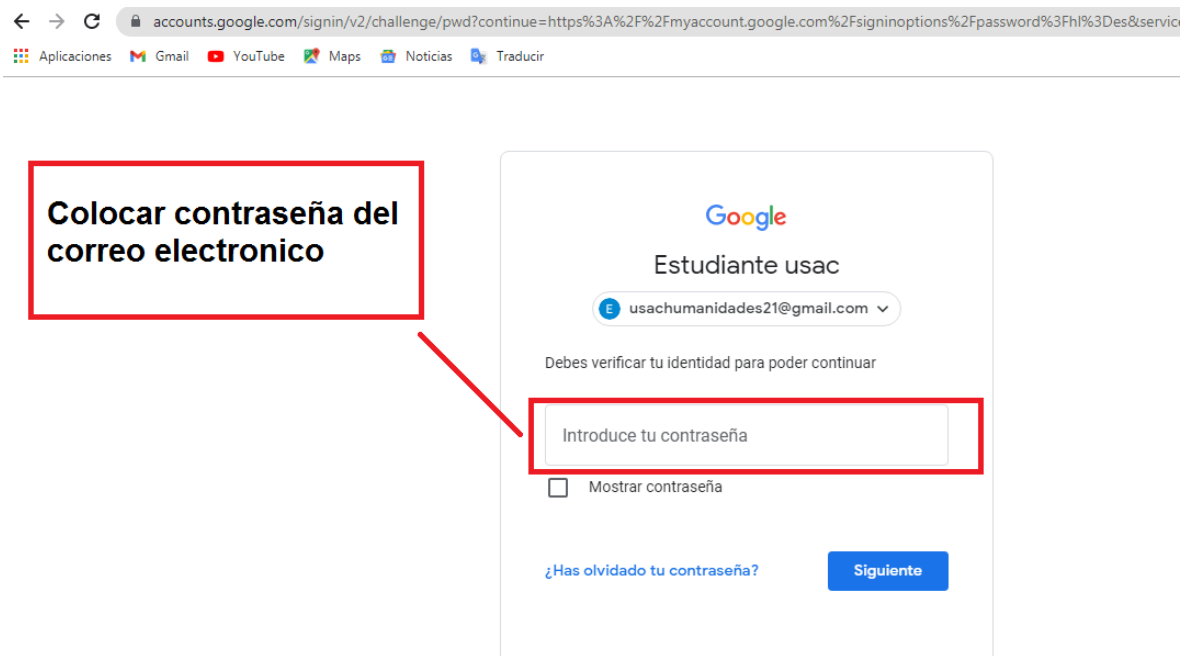 accounts.google.com/signin/v2/challenge/pwd?continue=https%3A%2F%2Fmyaccount.google.com%2Fsigninoptions%2Fpassword%3Fhl%3Des&service
Aplicaciones Gmail YouTube Maps Noticias Traducir
Colocar contraseña del
correo electronico
Google
Estudiante usac
E usachumanidades21@gmail.com
Debes verificar tu identidad para poder continuar
Introduce tu contraseña
Mostrar contraseña
¿Has olvidado tu contraseña? Siguiente